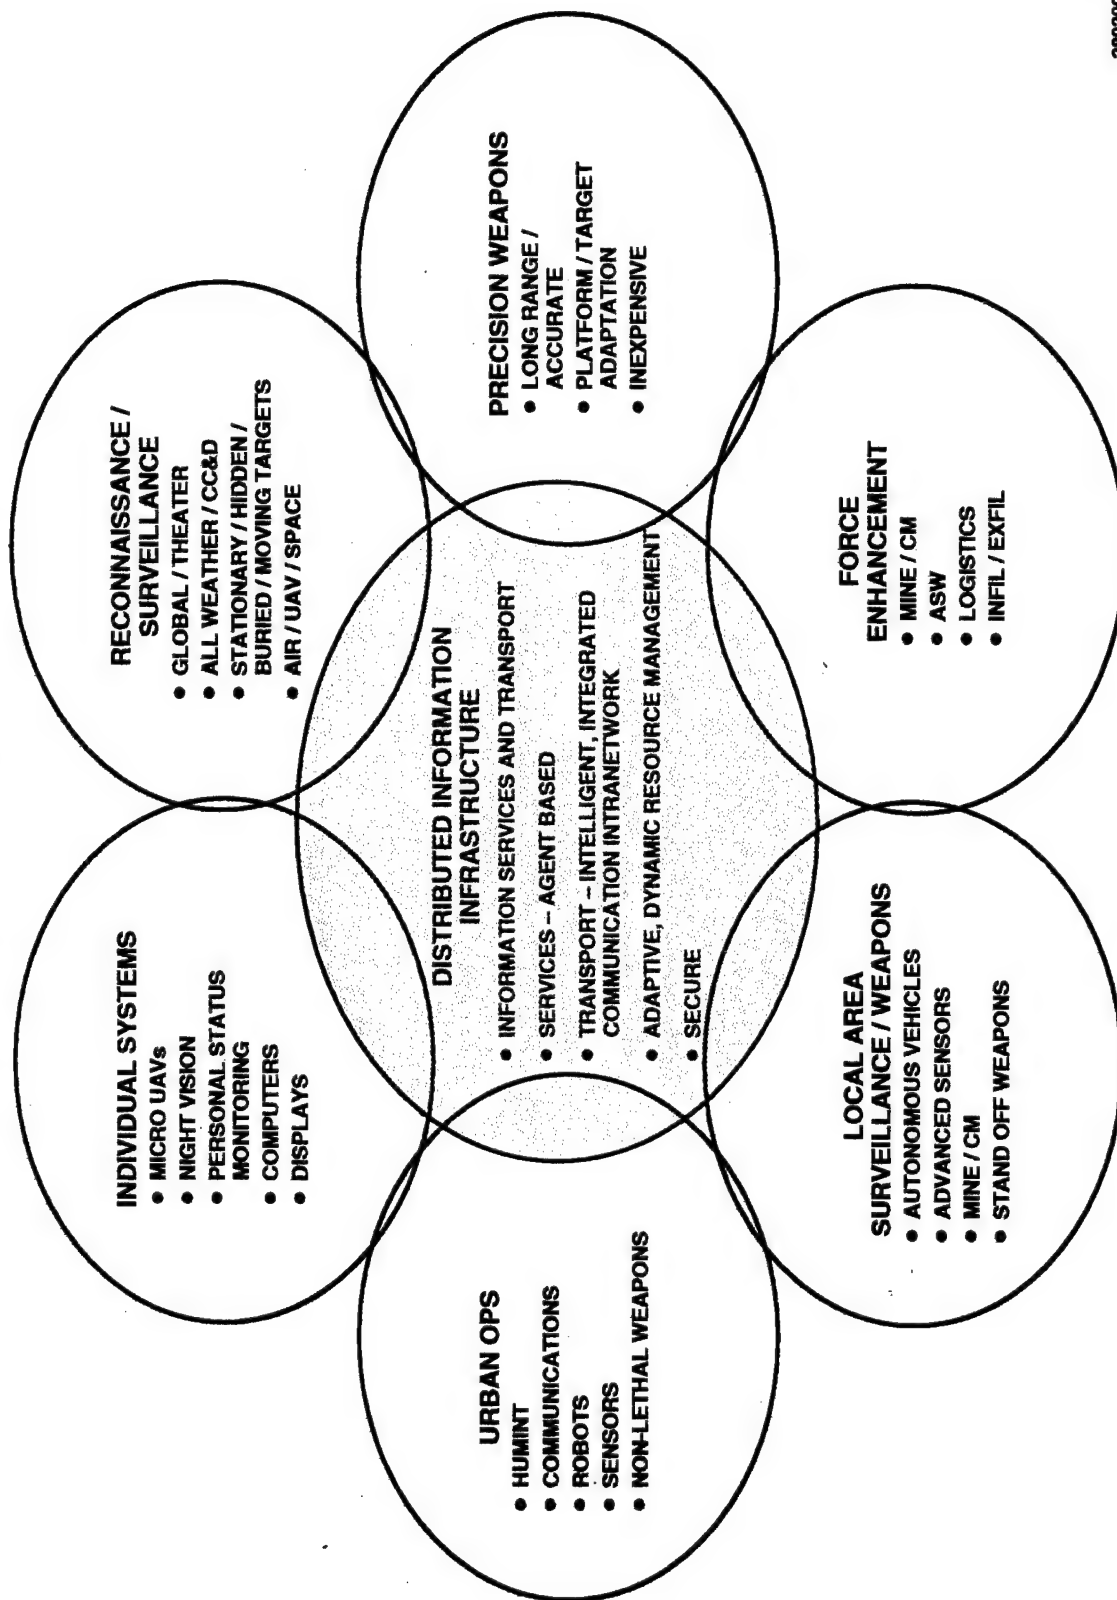 INDIVIDUAL SYSTEMS
● MICRO UAVs
● NIGHT VISION
● PERSONAL STATUS
MONITORING
● COMPUTERS
● DISPLAYS
RECONNAISSANCE /
SURVEILLANCE
● GLOBAL / THEATER
● ALL WEATHER / CC&D
● STATIONARY / HIDDEN /
BURIED / MOVING TARGETS
● AIR / UAV / SPACE
URBAN OPS
● HUMINT
● COMMUNICATIONS
● ROBOTS
● SENSORS
● NON-LETHAL WEAPONS
DISTRIBUTED INFORMATION
INFRASTRUCTURE
● INFORMATION SERVICES AND TRANSPORT
● SERVICES – AGENT BASED
● TRANSPORT – INTELLIGENT, INTEGRATED
COMMUNICATION INTRANETWORK
● ADAPTIVE, DYNAMIC RESOURCE MANAGEMENT
● SECURE
PRECISION WEAPONS
● LONG RANGE /
ACCURATE
● PLATFORM / TARGET
ADAPTATION
● INEXPENSIVE
LOCAL AREA
SURVEILLANCE / WEAPONS
● AUTONOMOUS VEHICLES
● ADVANCED SENSORS
● MINE / CM
● STAND OFF WEAPONS
FORCE
ENHANCEMENT
● MINE / CM
● ASW
● LOGISTICS
● INFIL / EXFIL